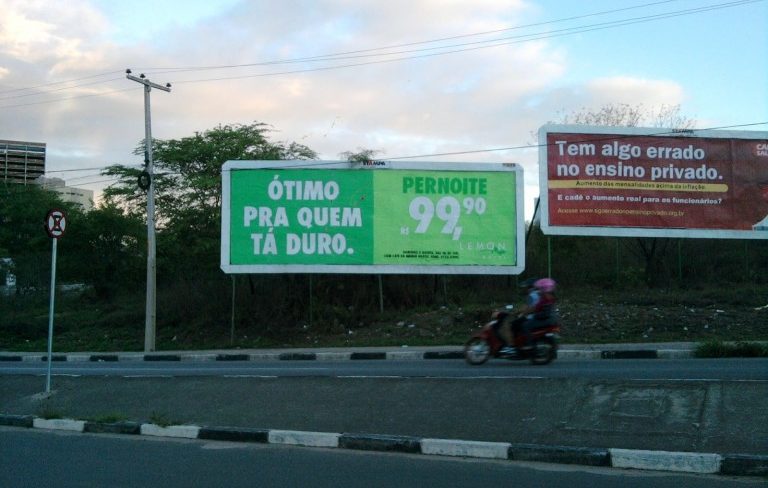 STAMPA
ÓTIMO
PRA QUEM
TÁ DURO.
PERNOITE
R$ 99,90
LEMON
Tem algo errado
no ensino privado.
Aumento das mensalidades acima da inflação
E cadê o aumento real para os funcionários?